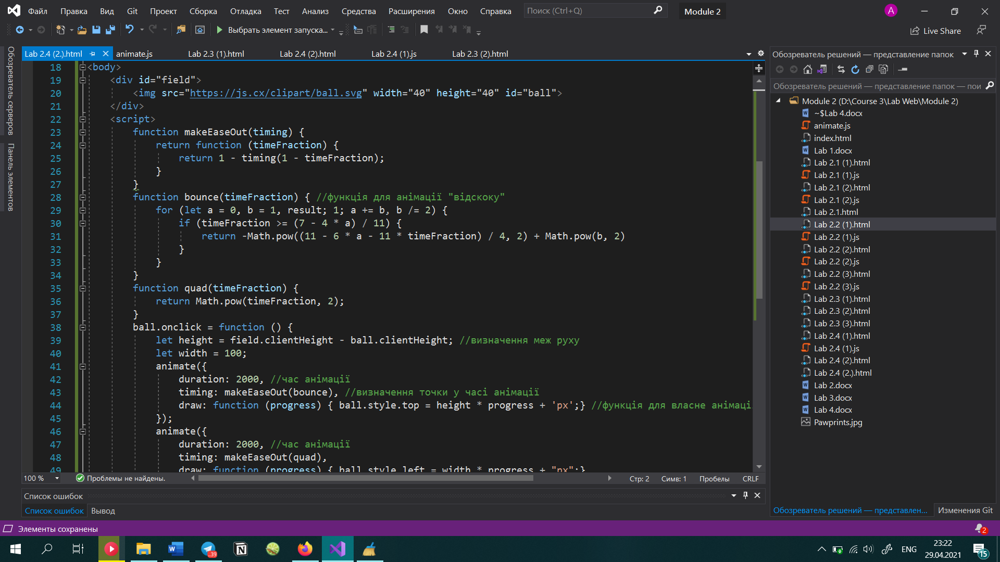 Файл Правка Вид Git Проект Сборка Отладка Тест Анализ Средства Расширения Окно Справка Поиск (Ctrl+Q) Module 2 A
Выбрать элемент запуска... Live Share
Обозреватель серверов
Панель элементов
Lab 2.4 (2.).html animate.js Lab 2.3 (1).html Lab 2.4 (2).html Lab 2.4 (1).js Lab 2.3 (2).html
18 <body>
19 <div id="field">
20 <img src="https://js.cx/clipart/ball.svg" width="40" height="40" id="ball">
21 </div>
22 <script>
23 function makeEaseOut(timing) {
24 return function (timeFraction) {
25 return 1 - timing(1 - timeFraction);
26 }
27 }
28 function bounce(timeFraction) { //функція для анімації "відскоку"
29 for (let a = 0, b = 1, result; 1; a += b, b /= 2) {
30 if (timeFraction >= (7 - 4 * a) / 11) {
31 return -Math.pow((11 - 6 * a - 11 * timeFraction) / 4, 2) + Math.pow(b, 2)
32 }
33 }
34 }
35 function quad(timeFraction) {
36 return Math.pow(timeFraction, 2);
37 }
38 ball.onclick = function () {
39 let height = field.clientHeight - ball.clientHeight; //визначення меж руху
40 let width = 100;
41 animate({
42 duration: 2000, //час анімації
43 timing: makeEaseOut(bounce), //визначення точки у часі анімації
44 draw: function (progress) { ball.style.top = height * progress + 'px';} //функція для власне анімаці
45 });
46 animate({
47 duration: 2000, //час анімації
48 timing: makeEaseOut(quad),
49 draw: function (progress) { ball.style.left = width * progress + "px";}
100 % Проблемы не найдены. Стр: 2 Симв: 1 Пробелы CRLF
Список ошибок
Список ошибок Вывод
Обозреватель решений — представление папок
Обозреватель решений — представление папок — пои
Module 2 (D:\Course 3\Lab Web\Module 2)
~$Lab 4.docx
animate.js
index.html
Lab 1.docx
Lab 2.1 (1).html
Lab 2.1 (1).js
Lab 2.1 (2).html
Lab 2.1 (2).js
Lab 2.1.html
Lab 2.2 (1).html
Lab 2.2 (1).js
Lab 2.2 (2).html
Lab 2.2 (2).js
Lab 2.2 (3).html
Lab 2.2 (3).js
Lab 2.3 (1).html
Lab 2.3 (2).html
Lab 2.3 (3).html
Lab 2.4 (1).html
Lab 2.4 (1).js
Lab 2.4 (2).html
Lab 2.4 (2.).html
Lab 2.docx
Lab 3.docx
Lab 4.docx
Pawprints.jpg
Обозреватель решений — представлен... Изменения Git
Элементы сохранены 2
39 ENG 23:22 15
29.04.2021